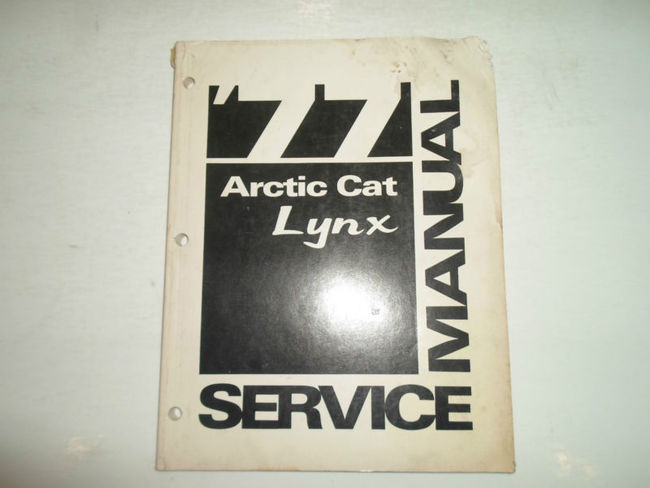 '77
Arctic Cat
Lynx
SERVICE
MANUAL